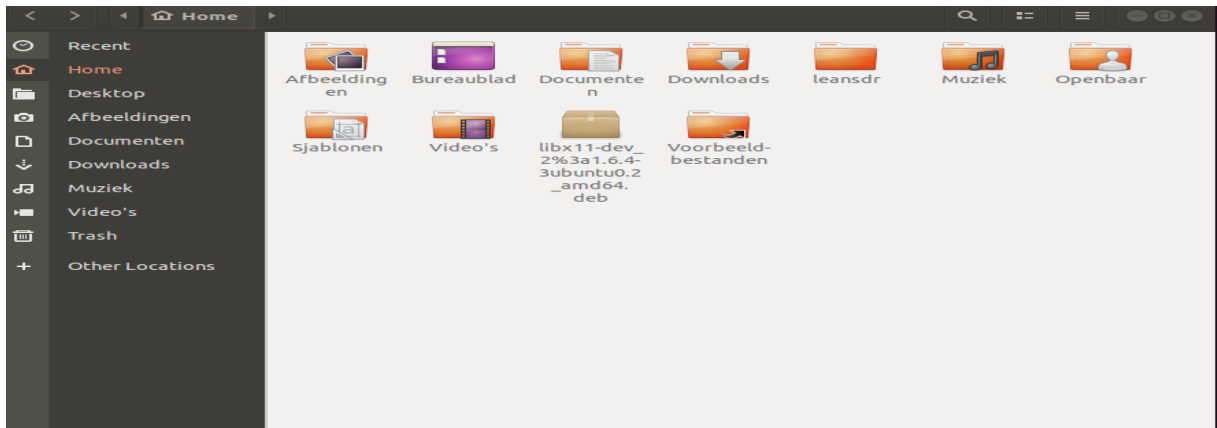 Home
Recent
Home
Desktop
Afbeeldingen
Documenten
Downloads
Muziek
Video's
Trash
Other Locations
Afbeelding
en
Bureaublad
Documente
n
Downloads
leansdr
Muziek
Openbaar
Sjablonen
Video's
libx11-dev_
2%3a1.6.4-
3ubuntu0.2
_amd64.
deb
Voorbeeld-
bestanden